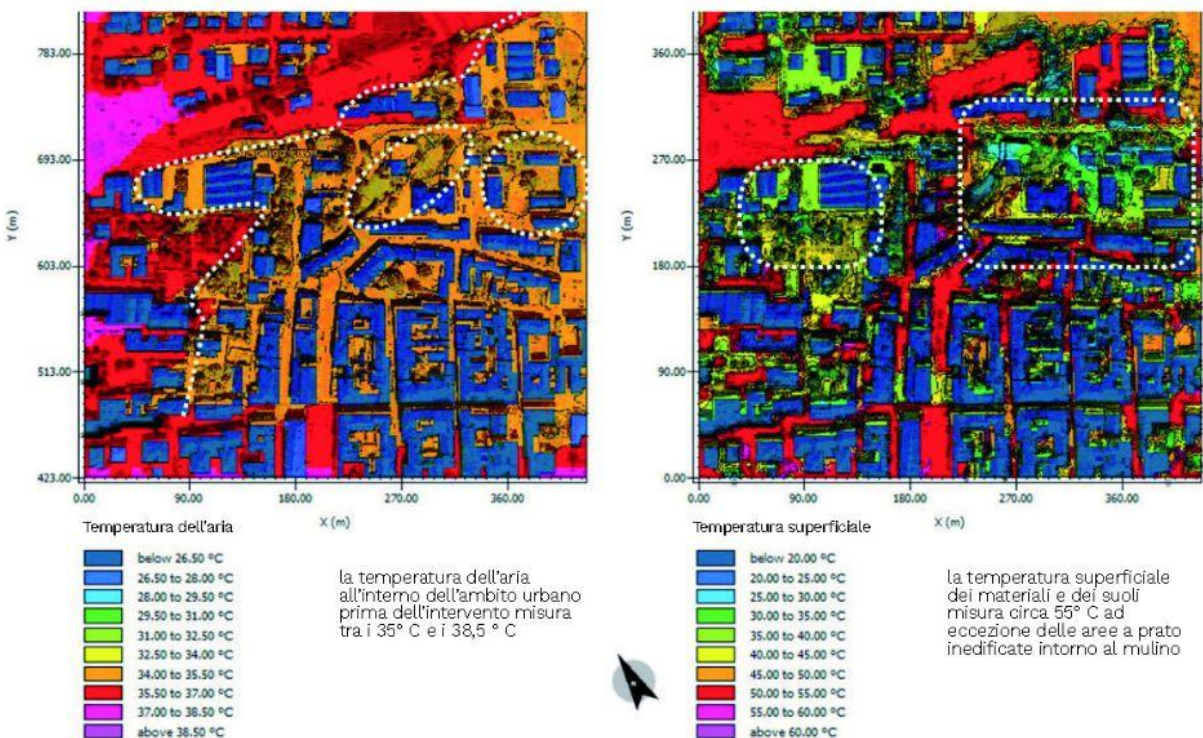 783.00
693.00
603.00
513.00
423.00
Y (m)
0.00
90.00
180.00
270.00
360.00
X (m)
360.00
270.00
180.00
90.00
0.00
Y (m)
0.00
90.00
180.00
270.00
360.00
X (m)
Temperatura dell'aria
below 26.50 °C
26.50 to 28.00 °C
28.00 to 29.50 °C
29.50 to 31.00 °C
31.00 to 32.50 °C
32.50 to 34.00 °C
34.00 to 35.50 °C
35.50 to 37.00 °C
37.00 to 38.50 °C
above 38.50 °C
la temperatura dell'aria
all'interno dell'ambito urbano
prima dell'intervento misura
tra i 35° C e i 38,5 ° C
Temperatura superficiale
below 20.00 °C
20.00 to 25.00 °C
25.00 to 30.00 °C
30.00 to 35.00 °C
35.00 to 40.00 °C
40.00 to 45.00 °C
45.00 to 50.00 °C
50.00 to 55.00 °C
55.00 to 60.00 °C
above 60.00 °C
la temperatura superficiale
dei materiali e dei suoli
misura circa 55° C ad
eccezione delle aree a prato
inedificate intorno al mulino